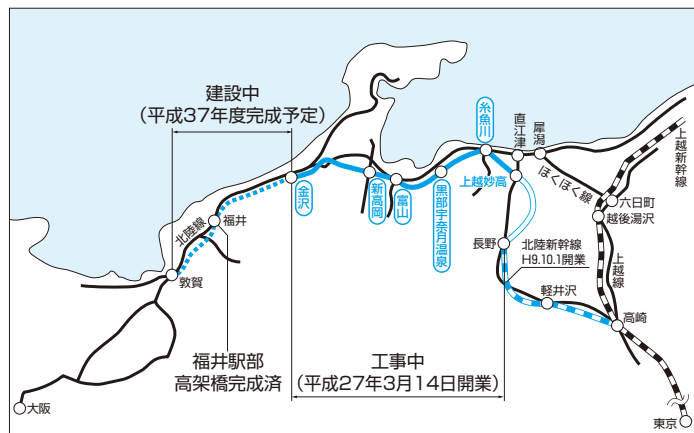 建設中
(平成37年度完成予定)
糸魚川
直江津
犀潟
上越新幹線
ほくほく線
六日町
越後湯沢
上越妙高
黒部宇奈月温泉
富山
新高岡
金沢
北陸線
福井
敦賀
長野
北陸新幹線
H9.10.1開業
軽井沢
上越線
高崎
福井駅部
高架橋完成済
工事中
(平成27年3月14日開業)
大阪
東京